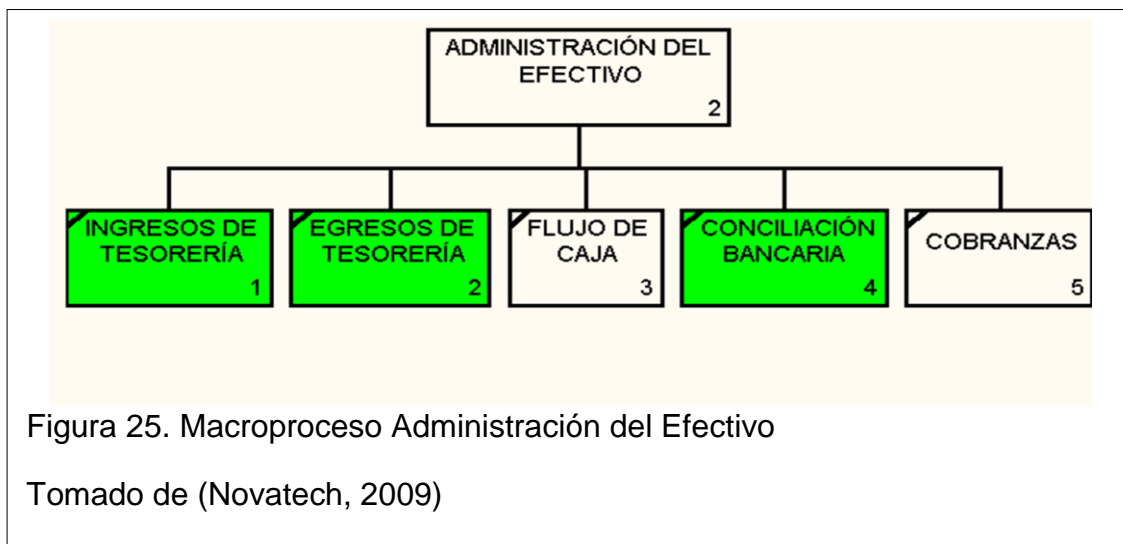 ADMINISTRACIÓN DEL
EFECTIVO
2
INGRESOS DE
TESORERÍA
1
EGRESOS DE
TESORERÍA
2
FLUJO DE
CAJA
3
CONCILIACIÓN
BANCARIA
4
COBRANZAS
5
Figura 25. Macroproceso Administración del Efectivo
Tomado de (Novatech, 2009)